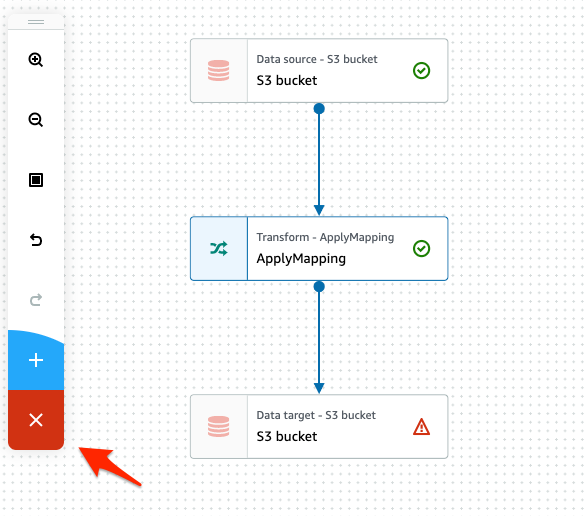 Data source - S3 bucket
S3 bucket
Transform - ApplyMapping
ApplyMapping
Data target - S3 bucket
S3 bucket